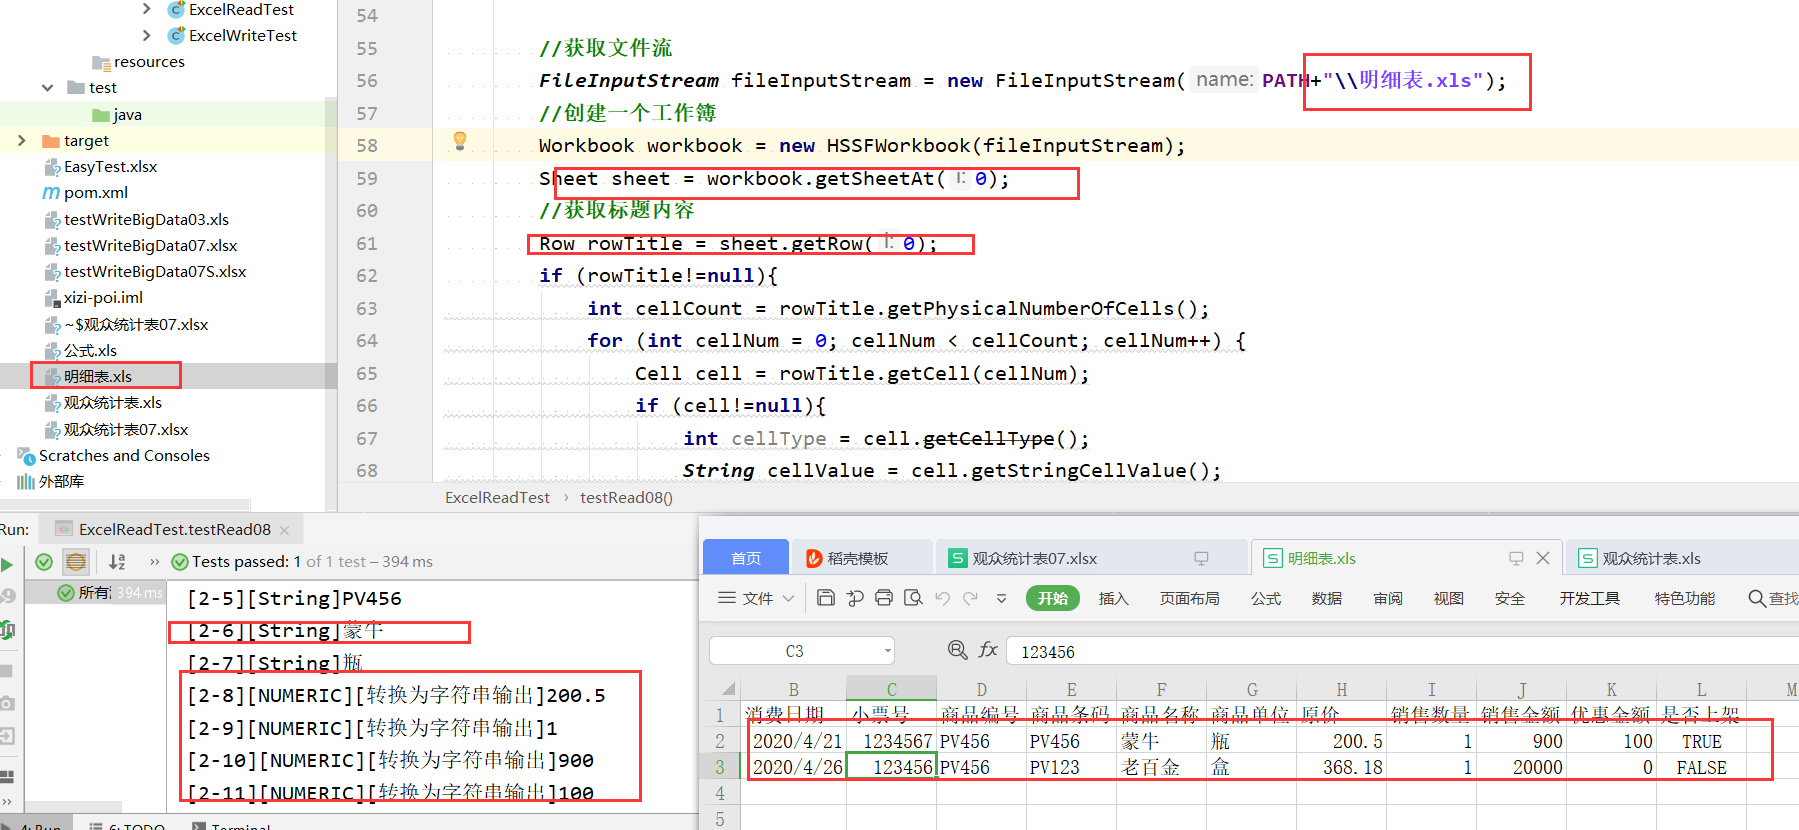 ExcelReadTest
ExcelWriteTest
resources
test
java
target
EasyTest.xlsx
m pom.xml
testWriteBigData03.xls
testWriteBigData07.xlsx
testWriteBigData07S.xlsx
xizi-poi.iml
~$观众统计表07.xlsx
公式.xls
明细表.xls
观众统计表.xls
观众统计表07.xlsx
Scratches and Consoles
外部库
54
55 //获取文件流
56 FileInputStream fileInputStream = new FileInputStream( name: PATH+"\\明细表.xls");
57 //创建一个工作簿
58 Workbook workbook = new HSSFWorkbook(fileInputStream);
59 Sheet sheet = workbook.getSheetAt( i: 0);
60 //获取标题内容
61 Row rowTitle = sheet.getRow( i: 0);
62 if (rowTitle!=null){
63 int cellCount = rowTitle.getPhysicalNumberOfCells();
64 for (int cellNum = 0; cellNum < cellCount; cellNum++) {
65 Cell cell = rowTitle.getCell(cellNum);
66 if (cell!=null){
67 int cellType = cell.getCellType();
68 String cellValue = cell.getStringCellValue();
ExcelReadTest › testRead08()
Run: ExcelReadTest.testRead08 ×
» Tests passed: 1 of 1 test – 394 ms
所有 394 ms
[2-5][String]PV456
[2-6][String]蒙牛
[2-7][String]瓶
[2-8][NUMERIC][转换为字符串输出]200.5
[2-9][NUMERIC][转换为字符串输出]1
[2-10][NUMERIC][转换为字符串输出]900
[2-11][NUMERIC][转换为字符串输出]100
4: Run 6: TODO Terminal
首页 稻壳模板 S 观众统计表07.xlsx S 明细表.xls S 观众统计表.xls
文件 开始 插入 页面布局 公式 数据 审阅 视图 安全 开发工具 特色功能 查找
C3 fx 123456
B C D E F G H I J K L M
1 消费日期 小票号 商品编号 商品条码 商品名称 商品单位 原价 销售数量 销售金额 优惠金额 是否上架
2 2020/4/21 1234567 PV456 PV456 蒙牛 瓶 200.5 1 900 100 TRUE
3 2020/4/26 123456 PV456 PV123 老百金 盒 368.18 1 20000 0 FALSE
4
5